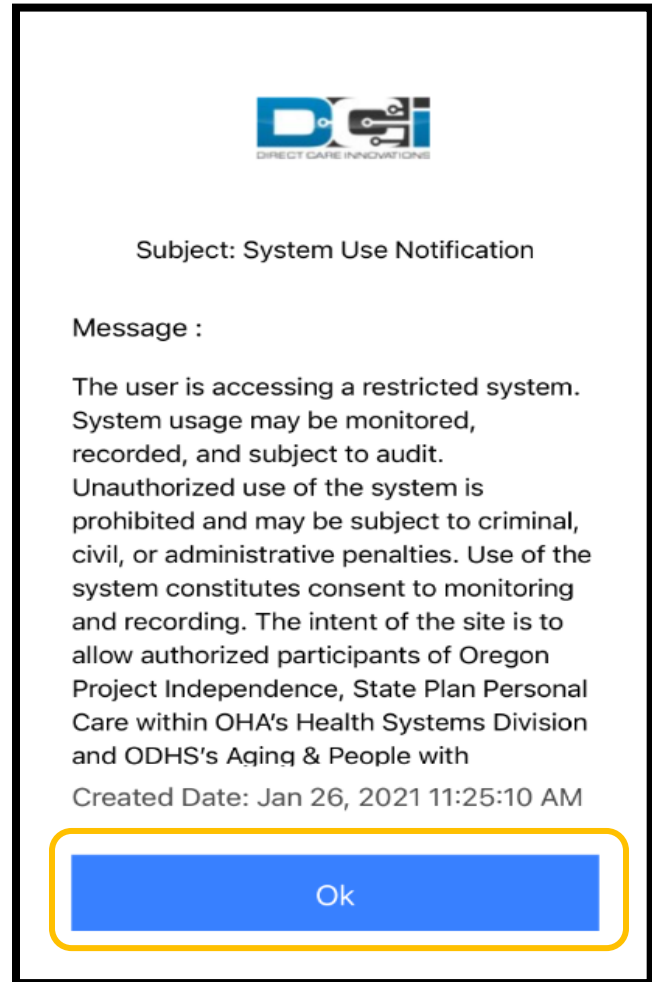 DCi
DIRECT CARE INNOVATIONS
Subject: System Use Notification
Message :
The user is accessing a restricted system.
System usage may be monitored,
recorded, and subject to audit.
Unauthorized use of the system is
prohibited and may be subject to criminal,
civil, or administrative penalties. Use of the
system constitutes consent to monitoring
and recording. The intent of the site is to
allow authorized participants of Oregon
Project Independence, State Plan Personal
Care within OHA's Health Systems Division
and ODHS's Aging & People with
Created Date: Jan 26, 2021 11:25:10 AM
Ok